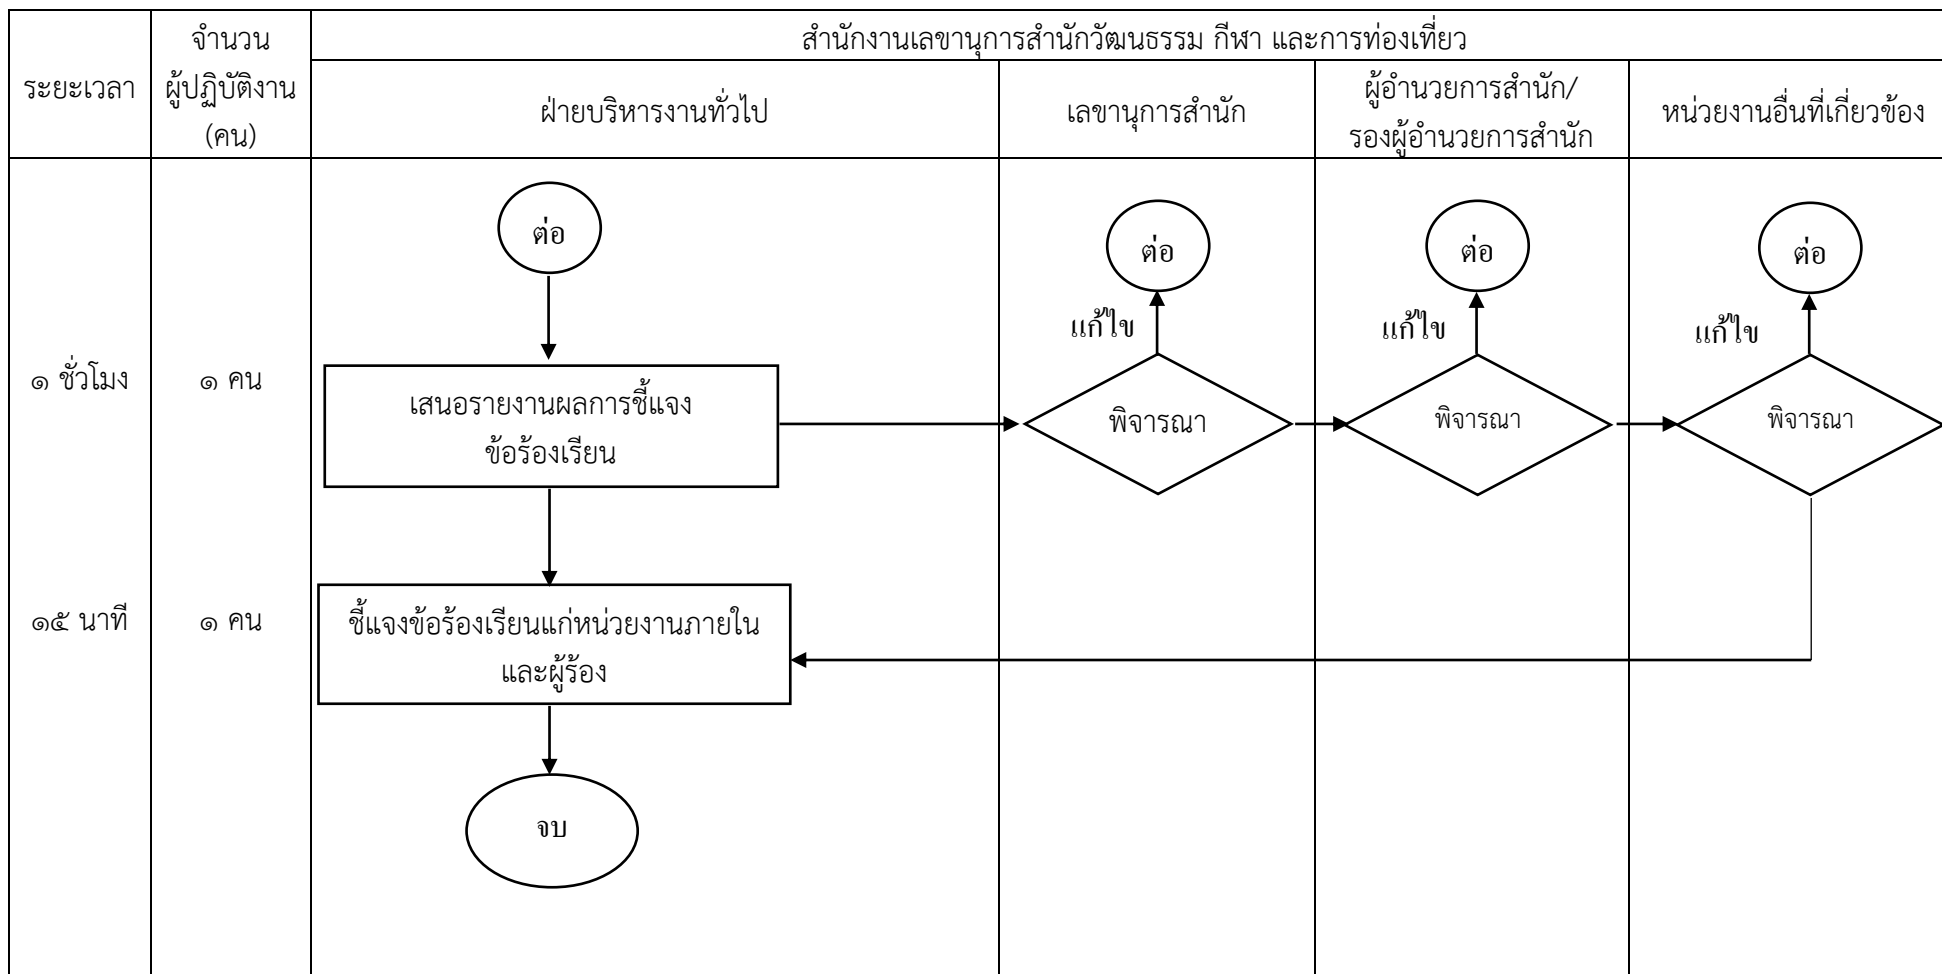 ระยะเวลา
จำนวน
ผู้ปฏิบัติงาน
(คน)
สำนักงานเลขานุการสำนักวัฒนธรรม กีฬา และการท่องเที่ยว
ฝ่ายบริหารงานทั่วไป
เลขานุการสำนัก
ผู้อำนวยการสำนัก/
รองผู้อำนวยการสำนัก
หน่วยงานอื่นที่เกี่ยวข้อง
ต่อ
ต่อ
ต่อ
ต่อ
แก้ไข
แก้ไข
แก้ไข
๑ ชั่วโมง
๑ คน
เสนอรายงานผลการชี้แจง
ข้อร้องเรียน
พิจารณา
พิจารณา
พิจารณา
๑๕ นาที
๑ คน
ชี้แจงข้อร้องเรียนแก่หน่วยงานภายใน
และผู้ร้อง
จบ